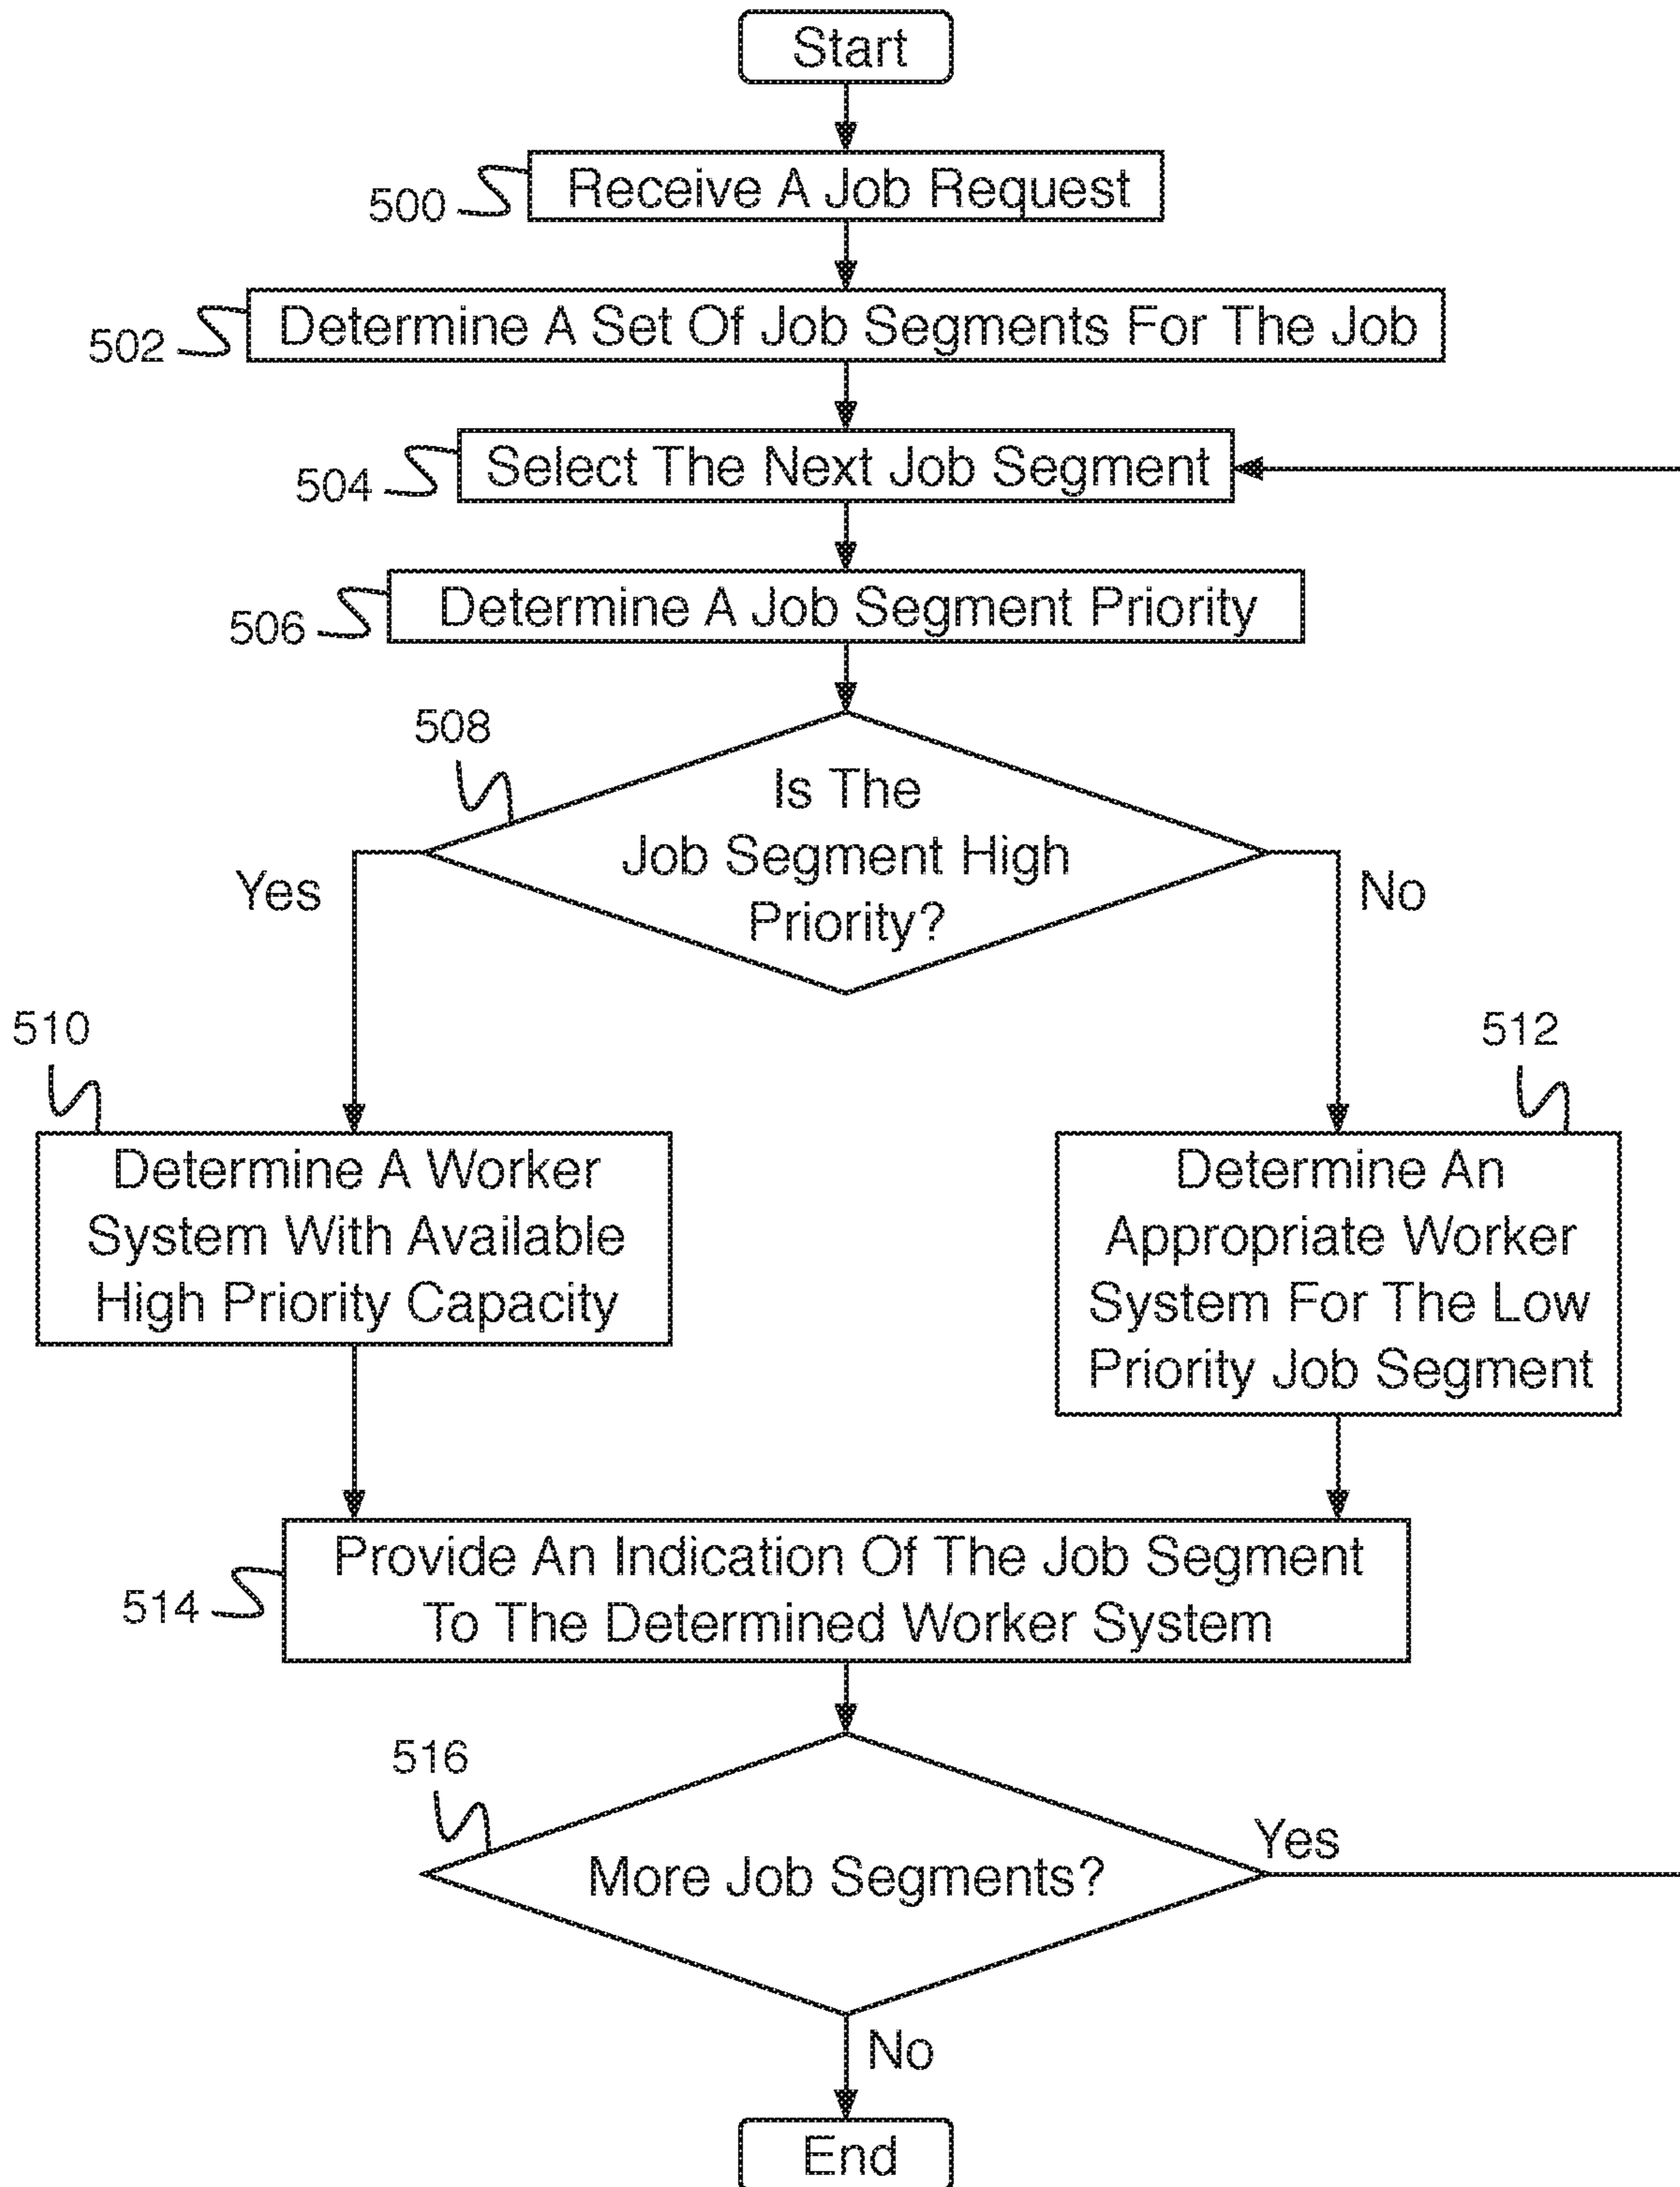 Start
500
Receive A Job Request
502
Determine A Set Of Job Segments For The Job
504
Select The Next Job Segment
506
Determine A Job Segment Priority
508
Is The
Job Segment High
Priority?
Yes
No
510
Determine A Worker
System With Available
High Priority Capacity
512
Determine An
Appropriate Worker
System For The Low
Priority Job Segment
514
Provide An Indication Of The Job Segment
To The Determined Worker System
516
More Job Segments?
Yes
No
End